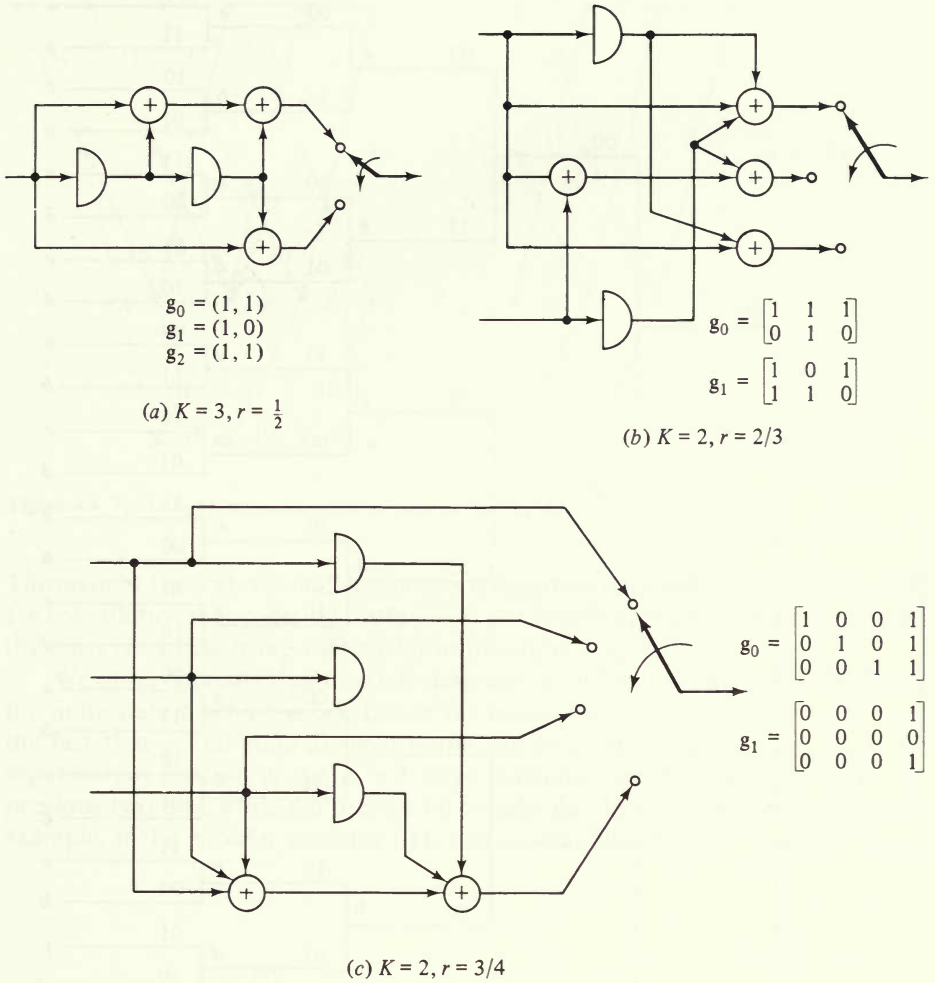 g₀ = (1, 1)
g₁ = (1, 0)
g₂ = (1, 1)
(a) K = 3, r = 1/2
g₀ = [1 1 1
0 1 0]
g₁ = [1 0 1
1 1 0]
(b) K = 2, r = 2/3
g₀ = [1 0 0 1
0 1 0 1
0 0 1 1]
g₁ = [0 0 0 1
0 0 0 0
0 0 0 1]
(c) K = 2, r = 3/4